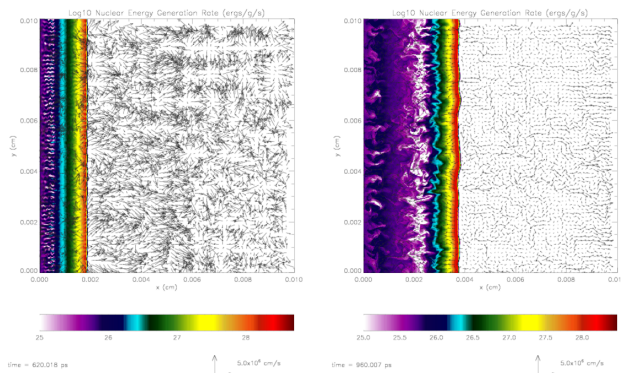 Log10 Nuclear Energy Generation Rate (ergs/g/s)
0.010
0.008
0.006
0.004
0.002
0.000
y (cm)
0.000 0.002 0.004 0.006 0.008 0.010
x (cm)
25 26 27 28
time = 620.018 ps
5.0x10⁸ cm/s
Log10 Nuclear Energy Generation Rate (ergs/g/s)
0.010
0.008
0.006
0.004
0.002
0.000
y (cm)
0.000 0.002 0.004 0.006 0.008 0.01
x (cm)
25.0 25.5 26.0 26.5 27.0 27.5 28.0
time = 960.007 ps
5.0x10⁸ cm/s